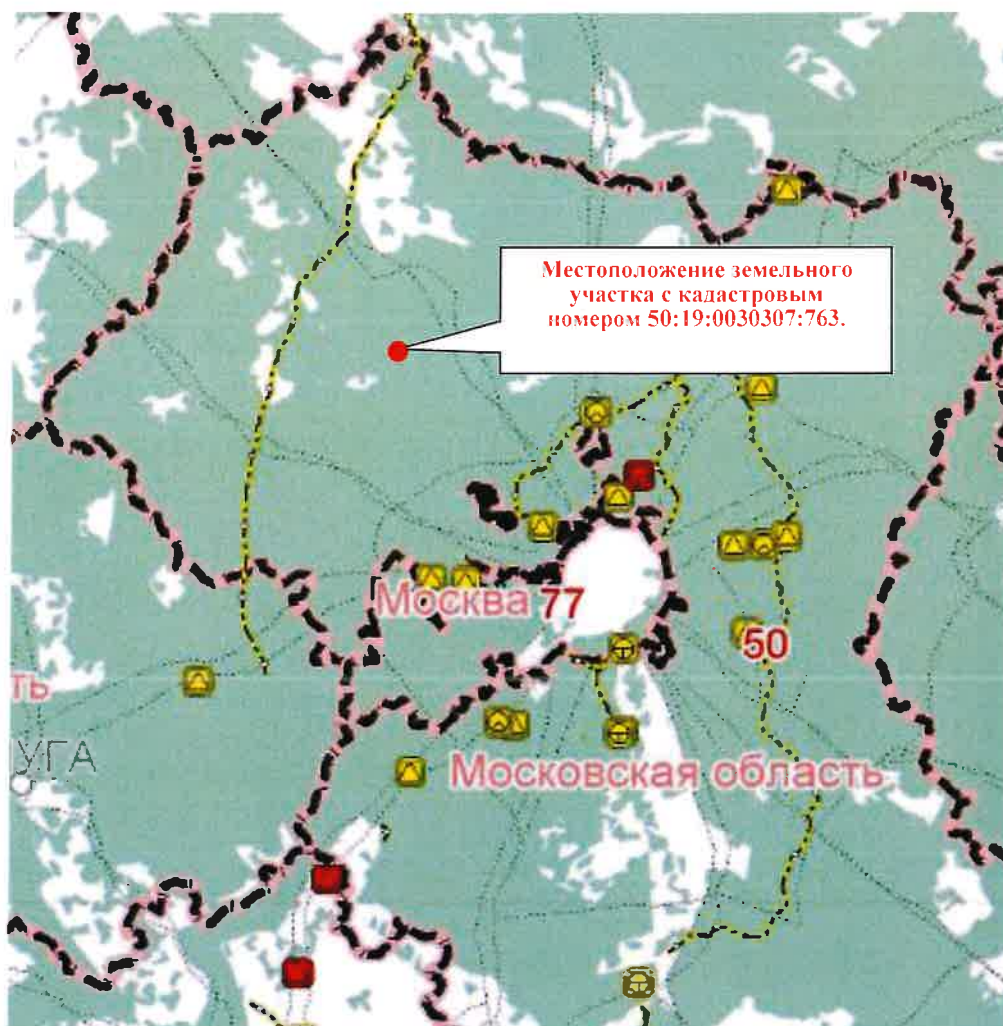 Местоположение земельного
участка с кадастровым
номером 50:19:0030307:763.
Москва 77
50
ть
УГА
Московская область